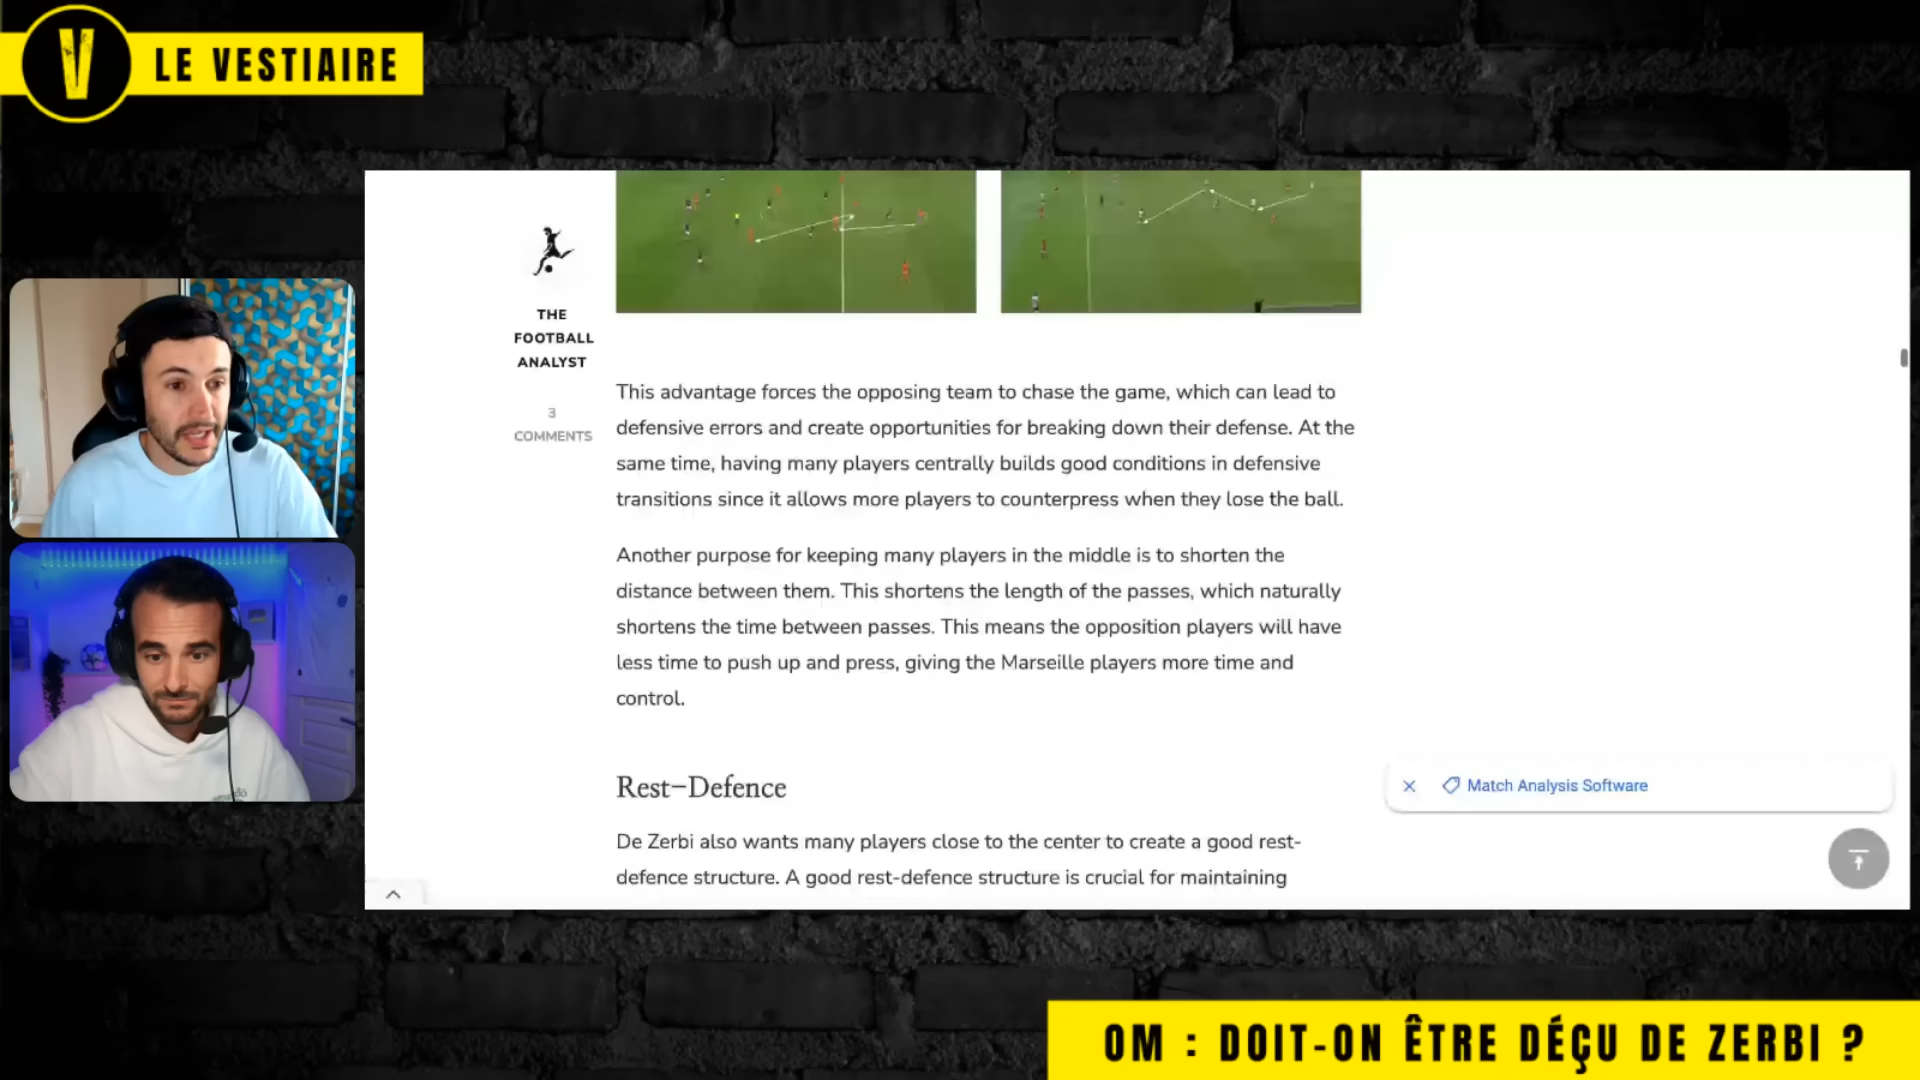 V
LE VESTIAIRE
THE
FOOTBALL
ANALYST
3
COMMENTS
This advantage forces the opposing team to chase the game, which can lead to
defensive errors and create opportunities for breaking down their defense. At the
same time, having many players centrally builds good conditions in defensive
transitions since it allows more players to counterpress when they lose the ball.
Another purpose for keeping many players in the middle is to shorten the
distance between them. This shortens the length of the passes, which naturally
shortens the time between passes. This means the opposition players will have
less time to push up and press, giving the Marseille players more time and
control.
Rest-Defence
De Zerbi also wants many players close to the center to create a good rest-
defence structure. A good rest-defence structure is crucial for maintaining
Match Analysis Software
OM : DOIT-ON ÊTRE DÉÇU DE ZERBI ?